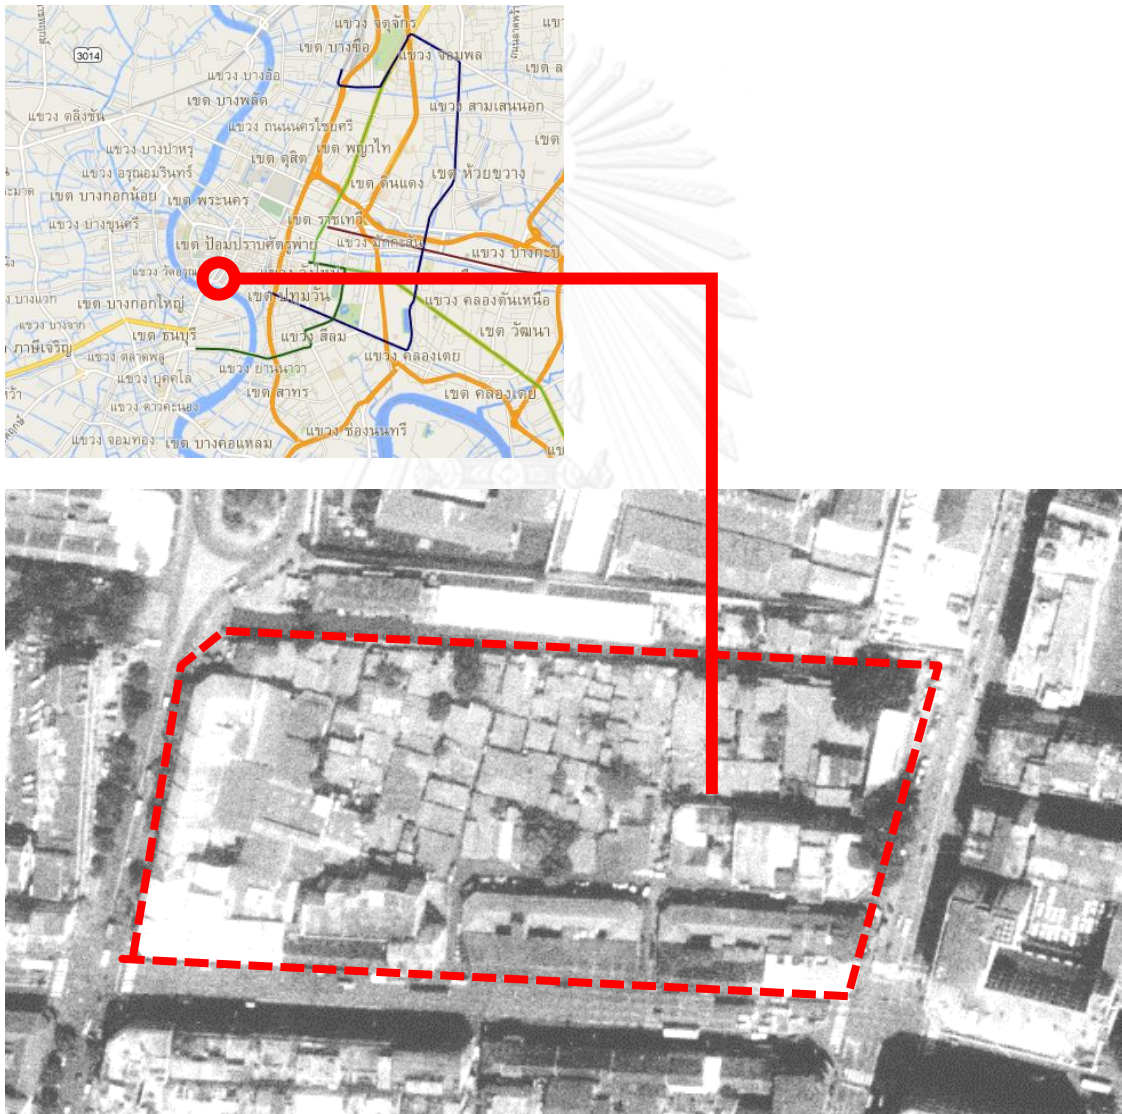 แขวง จตุจักร
เขต บางซื่อ
แขวง จอมพล
3014
แขวง บางอ้อ
เขต บางพลัด
แขวง สามเสนนอก
แขวง ตลิ่งชัน
แขวง ถนนนครไชยศรี
แขวง บางบำหรุ
เขต พญาไท
เขต ดุสิต
แขวง อรุณอมรินทร์
เขต ห้วยขวาง
เขต ดินแดง
เขต บางกอกน้อย
เขต พระนคร
เขต ราชเทวี
แขวง บางขุนศรี
เขต ป้อมปราบศัตรูพ่าย
แขวง มักกะสัน
แขวง บางกะปิ
เขต ปทุมวัน
เขต บางกอกใหญ่
แขวง คลองตันเหนือ
เขต วัฒนา
เขต ธนบุรี
แขวง สีลม
ภาษีเจริญ
แขวง ตลาดพลู
แขวง คลองเตย
แขวง ยานนาวา
แขวง บุคคโล
เขต สาทร
เขต คลองเตย
แขวง ดาวคะนอง
แขวง ช่องนนทรี
แขวง จอมทอง
เขต บางคอแหลม